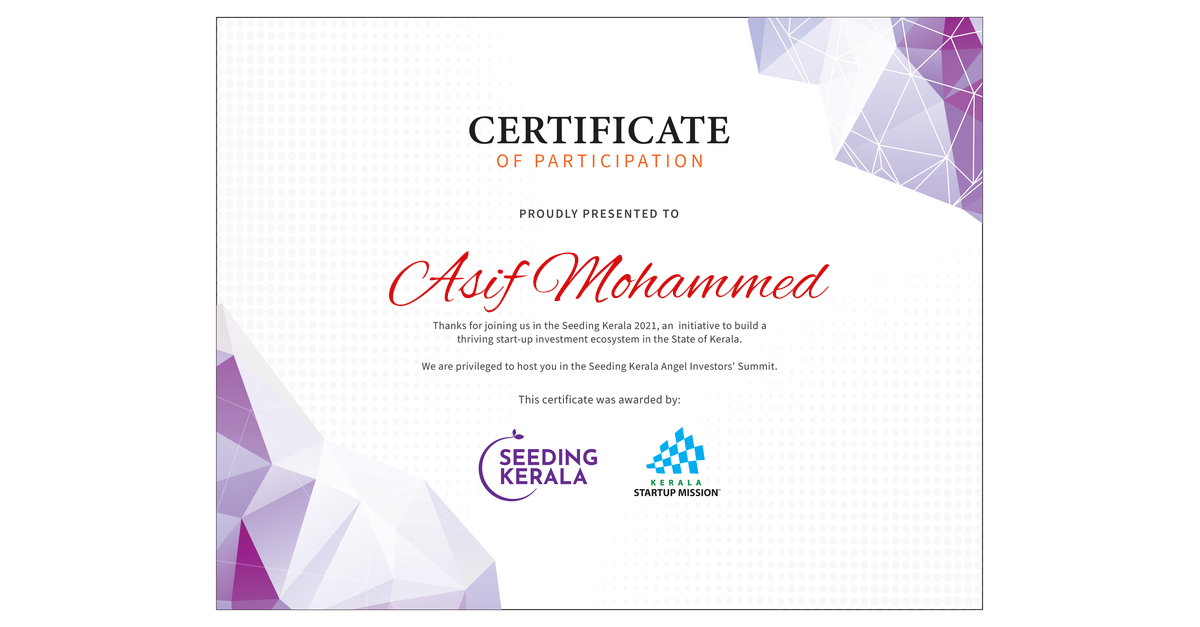 CERTIFICATE
OF PARTICIPATION
PROUDLY PRESENTED TO
Asif Mohammed
Thanks for joining us in the Seeding Kerala 2021, an initiative to build a
thriving start-up investment ecosystem in the State of Kerala.
We are privileged to host you in the Seeding Kerala Angel Investors' Summit.
This certificate was awarded by:
SEEDING
KERALA
KERALA
STARTUP MISSION